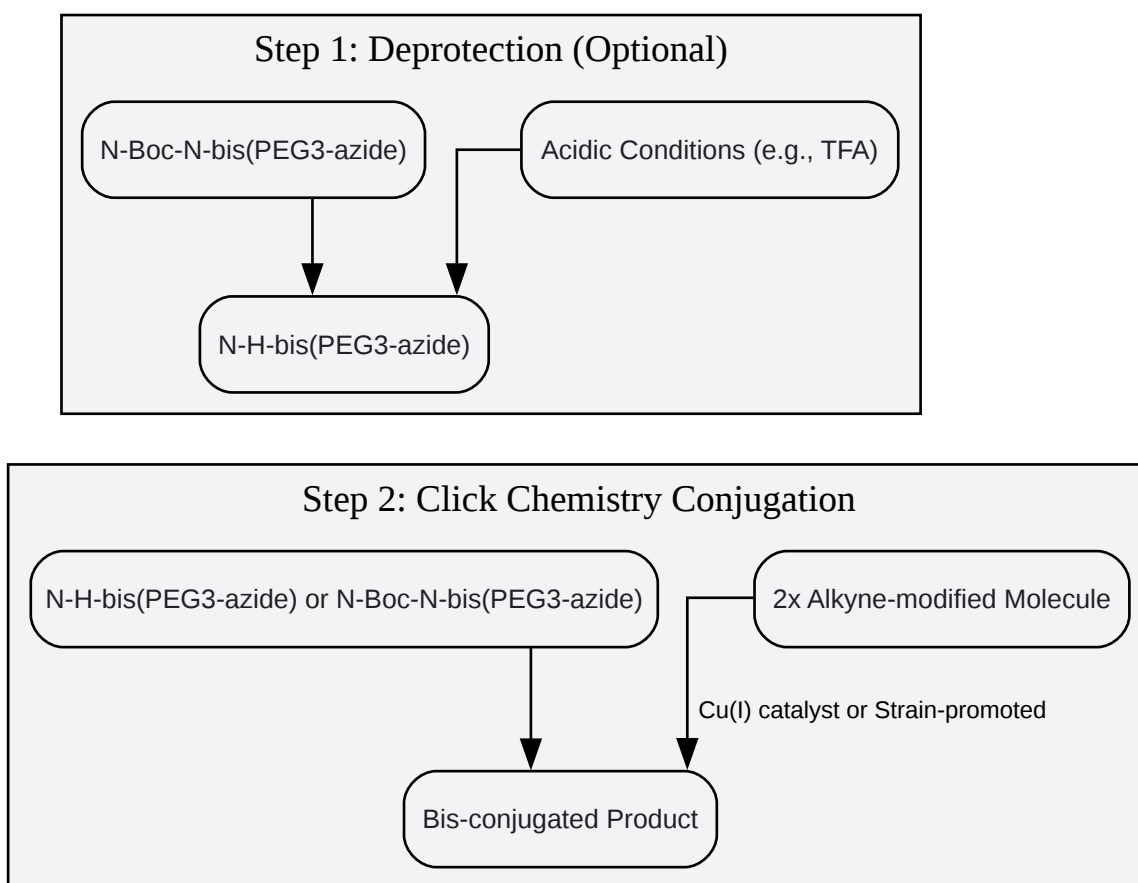 Step 1: Deprotection (Optional)
N-Boc-N-bis(PEG3-azide)
Acidic Conditions (e.g., TFA)
N-H-bis(PEG3-azide)
Step 2: Click Chemistry Conjugation
N-H-bis(PEG3-azide) or N-Boc-N-bis(PEG3-azide)
2x Alkyne-modified Molecule
Cu(I) catalyst or Strain-promoted
Bis-conjugated Product